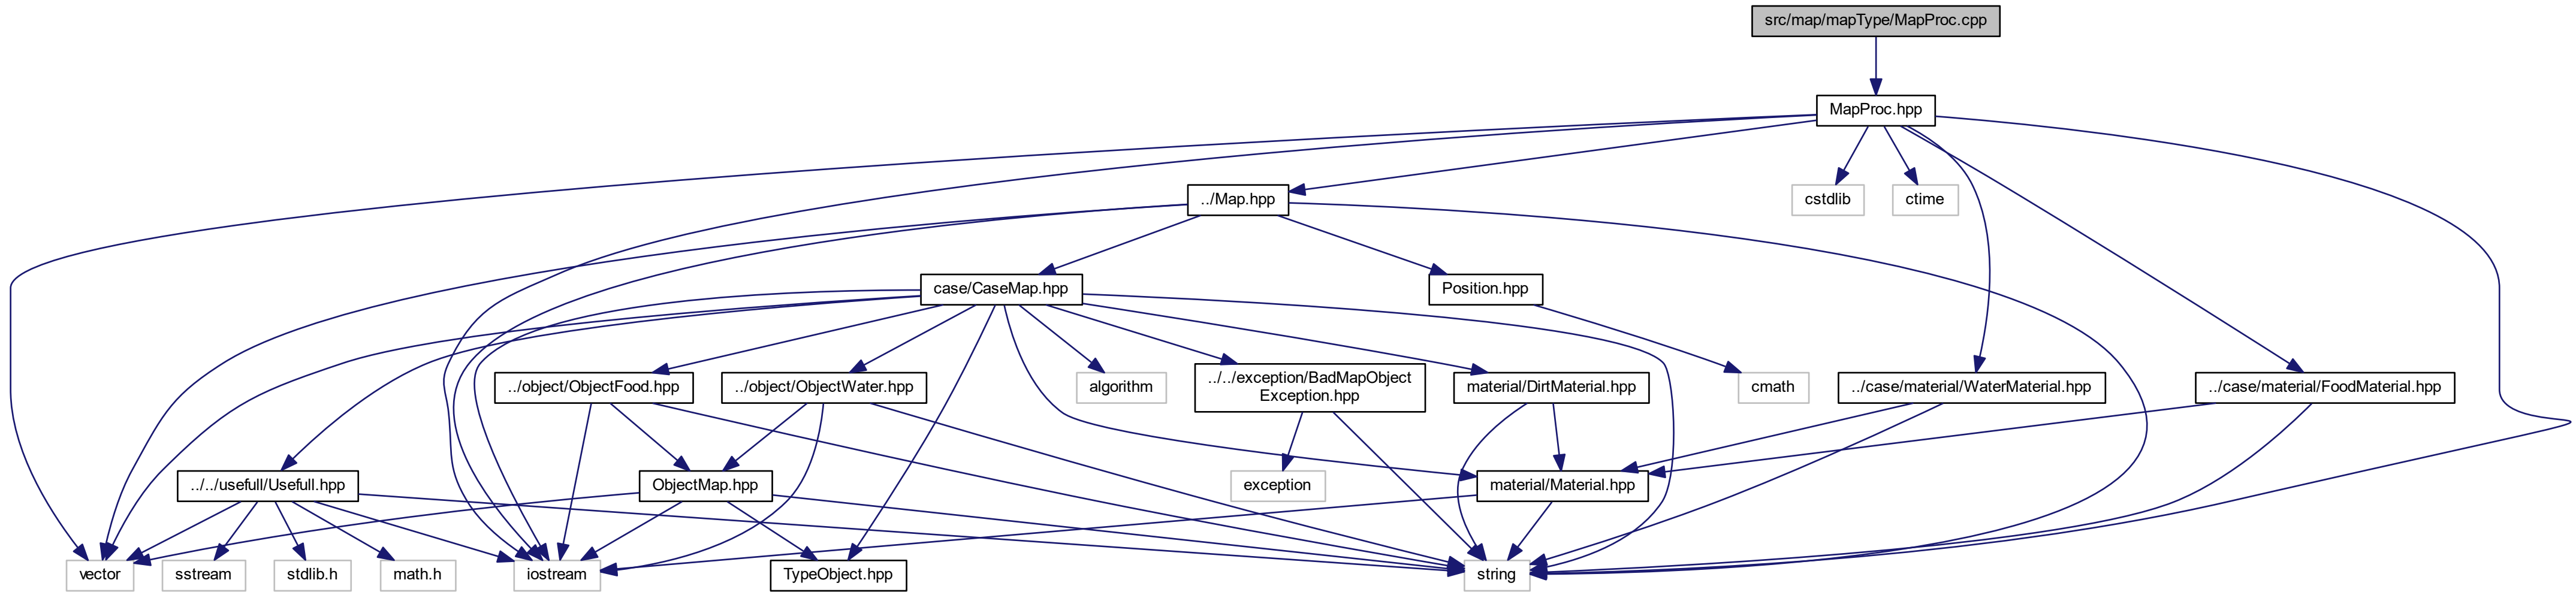 src/map/mapType/MapProc.cpp
MapProc.hpp
../Map.hpp
cstdlib
ctime
case/CaseMap.hpp
Position.hpp
../object/ObjectFood.hpp
../object/ObjectWater.hpp
algorithm
../../exception/BadMapObject
Exception.hpp
material/DirtMaterial.hpp
cmath
../case/material/WaterMaterial.hpp
../case/material/FoodMaterial.hpp
../../usefull/Usefull.hpp
ObjectMap.hpp
exception
material/Material.hpp
vector
sstream
stdlib.h
math.h
iostream
TypeObject.hpp
string